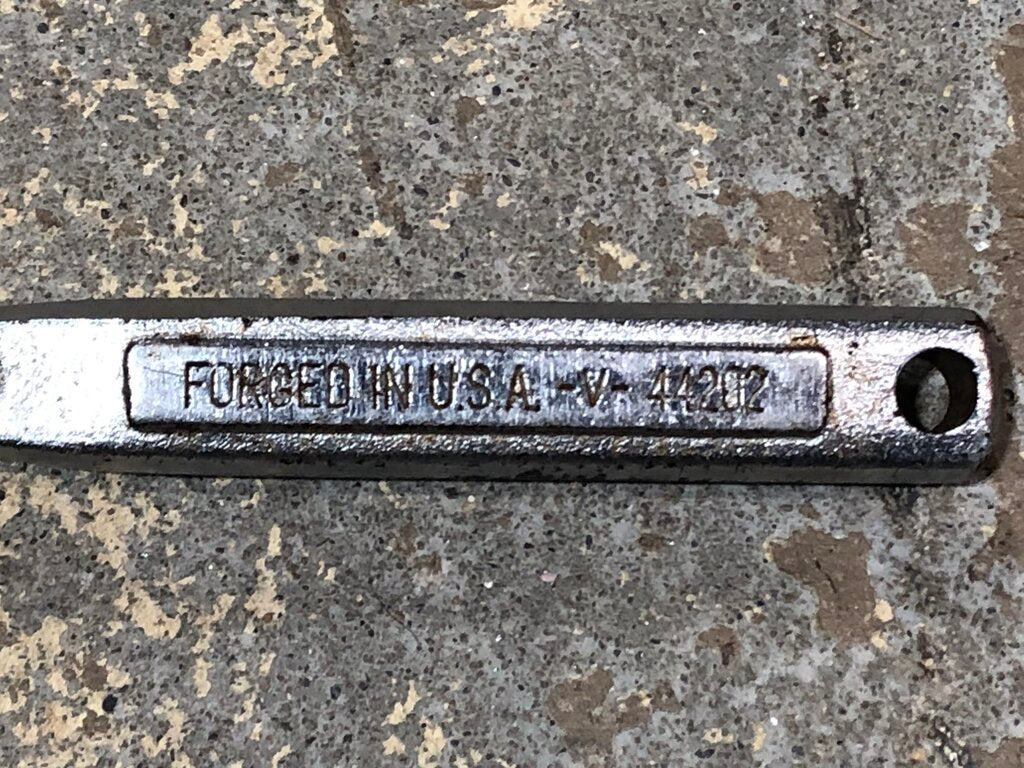 FORGED IN U.S.A. -V- 44202